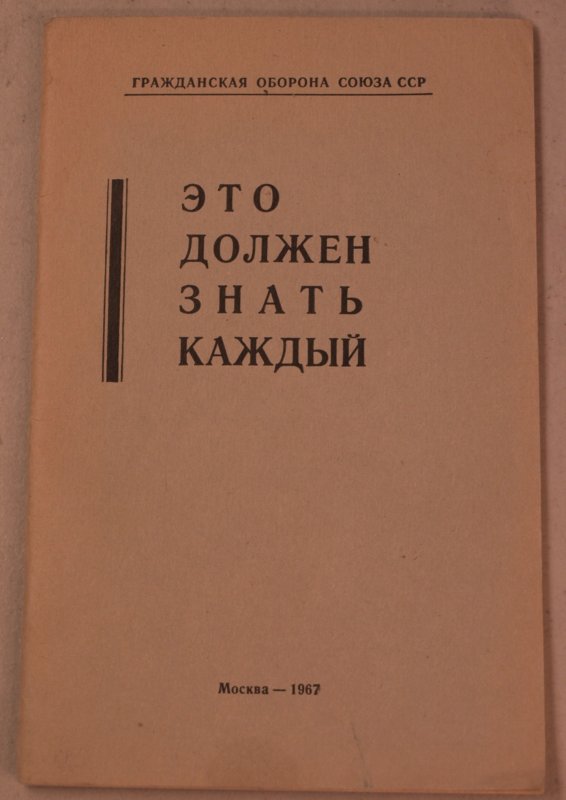 ГРАЖДАНСКАЯ ОБОРОНА СОЮЗА ССР
ЭТО
ДОЛЖЕН
ЗНАТЬ
КАЖДЫЙ
Москва — 1967